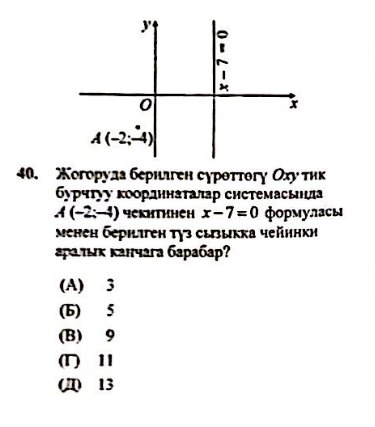 y
x − 7 = 0
O
x
A (−2;−4)
40. Жогоруда берилген сүрөттөгү Oxy тик
бурчтуу координаталар системасында
A (−2;−4) чекитинен x − 7 = 0 формуласы
менен берилген түз сызыкка чейинки
аралык канчага барабар?
(А) 3
(Б) 5
(В) 9
(Г) 11
(Д) 13